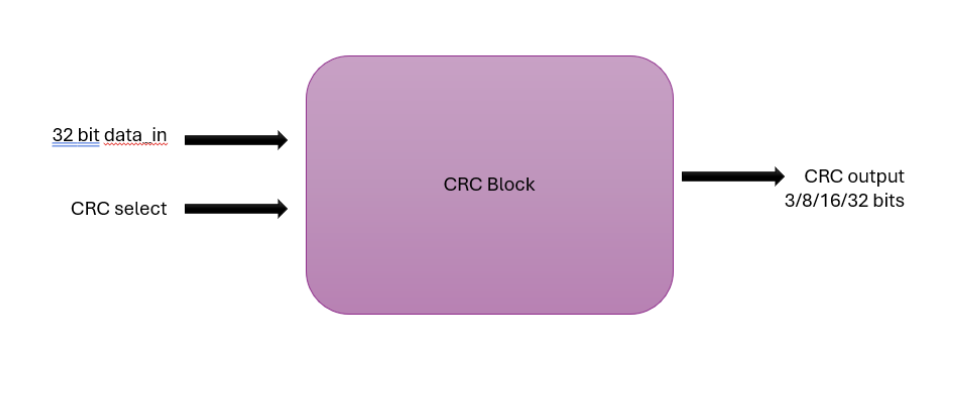 32 bit data_in
CRC select
CRC Block
CRC output
3/8/16/32 bits